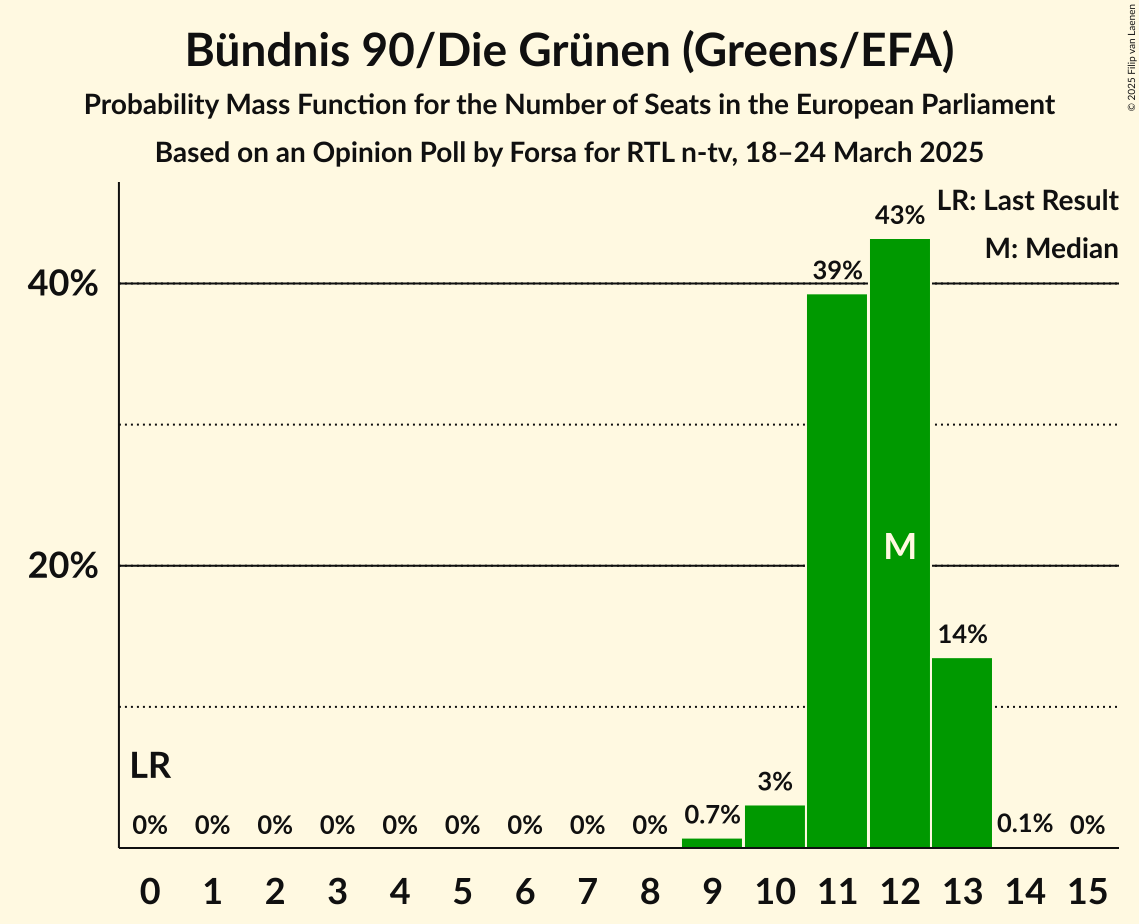 Bündnis 90/Die Grünen (Greens/EFA)
Probability Mass Function for the Number of Seats in the European Parliament
Based on an Opinion Poll by Forsa for RTL n-tv, 18–24 March 2025
© 2025 Filip van Laenen
LR: Last Result
M: Median
43%
39%
40%
M
20%
14%
LR
3%
0% 0% 0% 0% 0% 0% 0% 0% 0% 0.7% 0.1% 0%
0 1 2 3 4 5 6 7 8 9 10 11 12 13 14 15